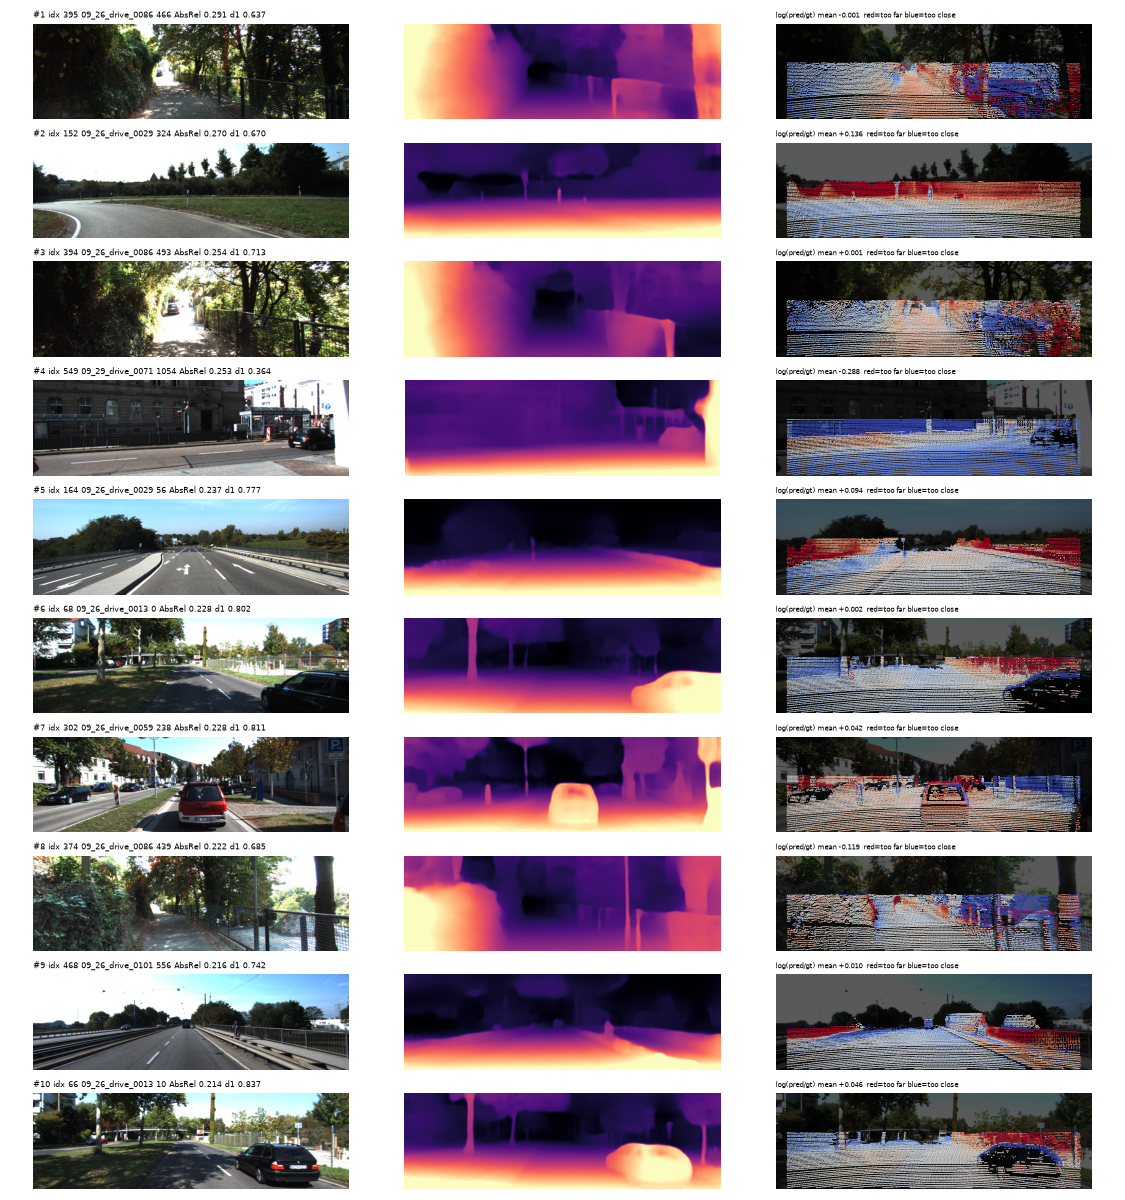 #1 idx 395 09_26_drive_0086 466 AbsRel 0.291 d1 0.637
log(pred/gt) mean -0.001 red=too far blue=too close
#2 idx 152 09_26_drive_0029 324 AbsRel 0.270 d1 0.670
log(pred/gt) mean +0.136 red=too far blue=too close
#3 idx 394 09_26_drive_0086 493 AbsRel 0.254 d1 0.713
log(pred/gt) mean +0.001 red=too far blue=too close
#4 idx 549 09_29_drive_0071 1054 AbsRel 0.253 d1 0.364
log(pred/gt) mean -0.288 red=too far blue=too close
#5 idx 164 09_26_drive_0029 56 AbsRel 0.237 d1 0.777
log(pred/gt) mean +0.094 red=too far blue=too close
#6 idx 68 09_26_drive_0013 0 AbsRel 0.228 d1 0.802
log(pred/gt) mean +0.002 red=too far blue=too close
#7 idx 302 09_26_drive_0059 238 AbsRel 0.228 d1 0.811
log(pred/gt) mean +0.042 red=too far blue=too close
#8 idx 374 09_26_drive_0086 439 AbsRel 0.222 d1 0.685
log(pred/gt) mean -0.119 red=too far blue=too close
#9 idx 468 09_26_drive_0101 556 AbsRel 0.216 d1 0.742
log(pred/gt) mean +0.010 red=too far blue=too close
#10 idx 66 09_26_drive_0013 10 AbsRel 0.214 d1 0.837
log(pred/gt) mean +0.046 red=too far blue=too close